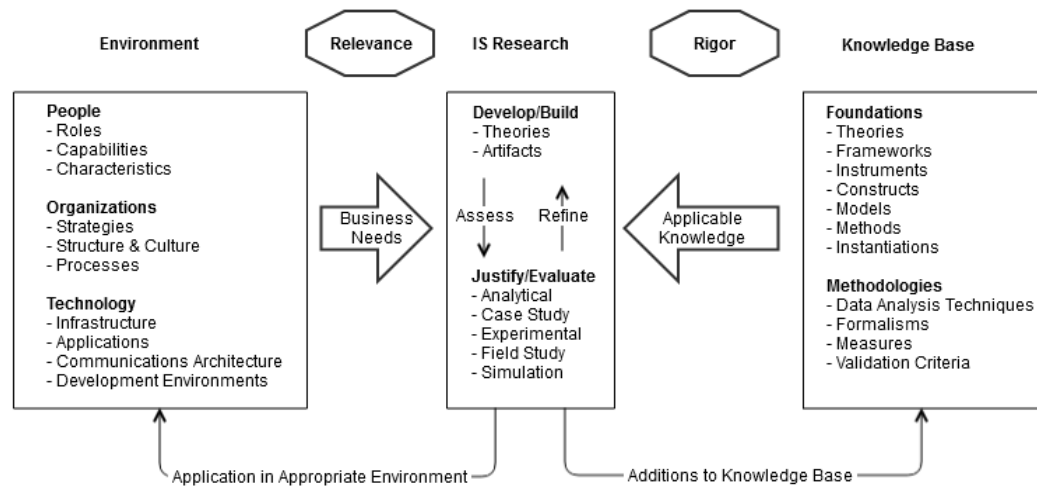 Environment
Relevance
IS Research
Rigor
Knowledge Base
People
- Roles
- Capabilities
- Characteristics
Organizations
- Strategies
- Structure & Culture
- Processes
Technology
- Infrastructure
- Applications
- Communications Architecture
- Development Environments
Business
Needs
Develop/Build
- Theories
- Artifacts
Assess
Refine
Justify/Evaluate
- Analytical
- Case Study
- Experimental
- Field Study
- Simulation
Applicable
Knowledge
Foundations
- Theories
- Frameworks
- Instruments
- Constructs
- Models
- Methods
- Instantiations
Methodologies
- Data Analysis Techniques
- Formalisms
- Measures
- Validation Criteria
Application in Appropriate Environment
Additions to Knowledge Base